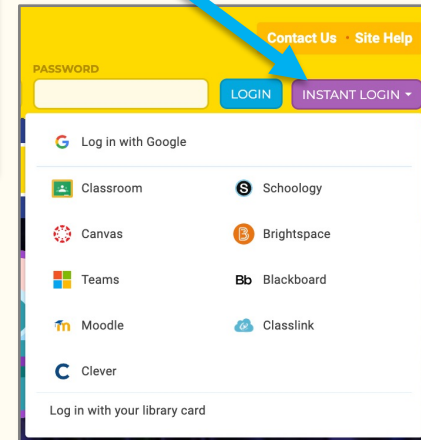 Contact Us · Site Help
PASSWORD
LOGIN
INSTANT LOGIN
Log in with Google
Classroom
Schoology
Canvas
Brightspace
Teams
Bb Blackboard
Moodle
Classlink
Clever
Log in with your library card